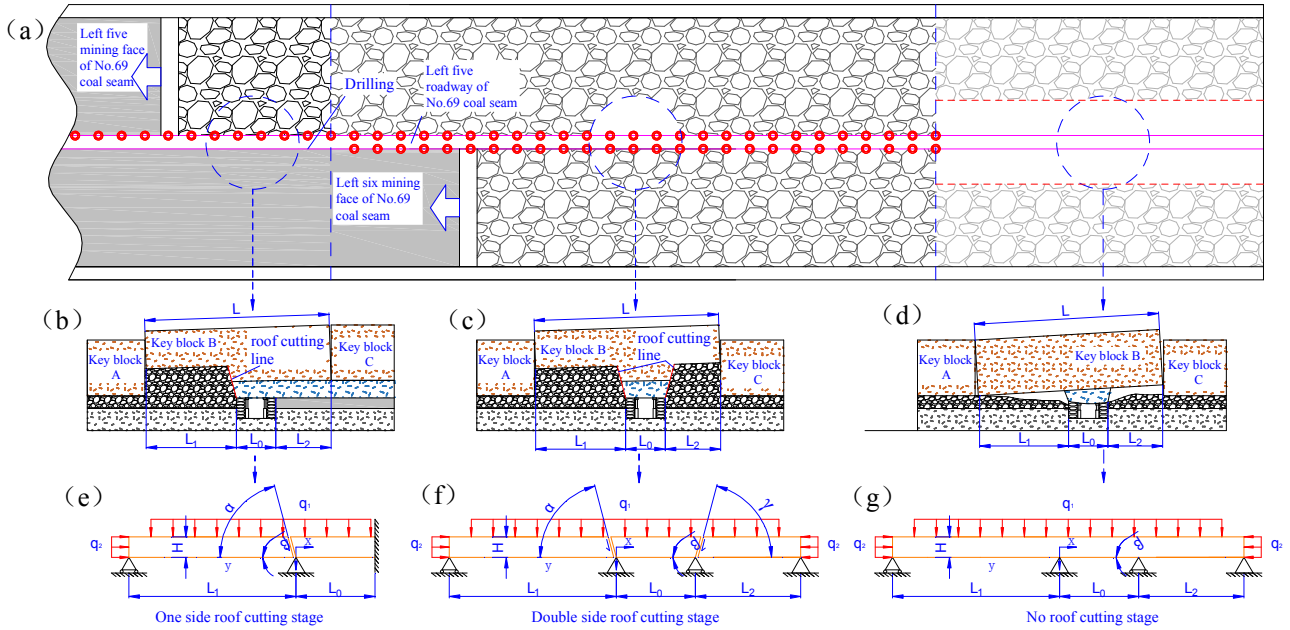 (a)
Left five
mining face
of No.69
coal seam
Drilling
Left five
roadway of
No.69 coal seam
Left six mining
face of No.69
coal seam
(b)
L
Key block B
roof cutting
line
Key block
A
Key block
C
L1
L0
L2
(c)
L
Key block B
roof cutting
line
Key block
A
Key block
C
L1
L0
L2
(d)
L
Key block B
Key block
A
Key block
C
L1
L0
L2
(e)
α
q1
q2
H
x
y
L1
L0
One side roof cutting stage
(f)
α
q1
γ
q2
H
x
q2
y
L1
L0
L2
Double side roof cutting stage
(g)
q1
q2
H
x
q2
y
L1
L0
L2
No roof cutting stage